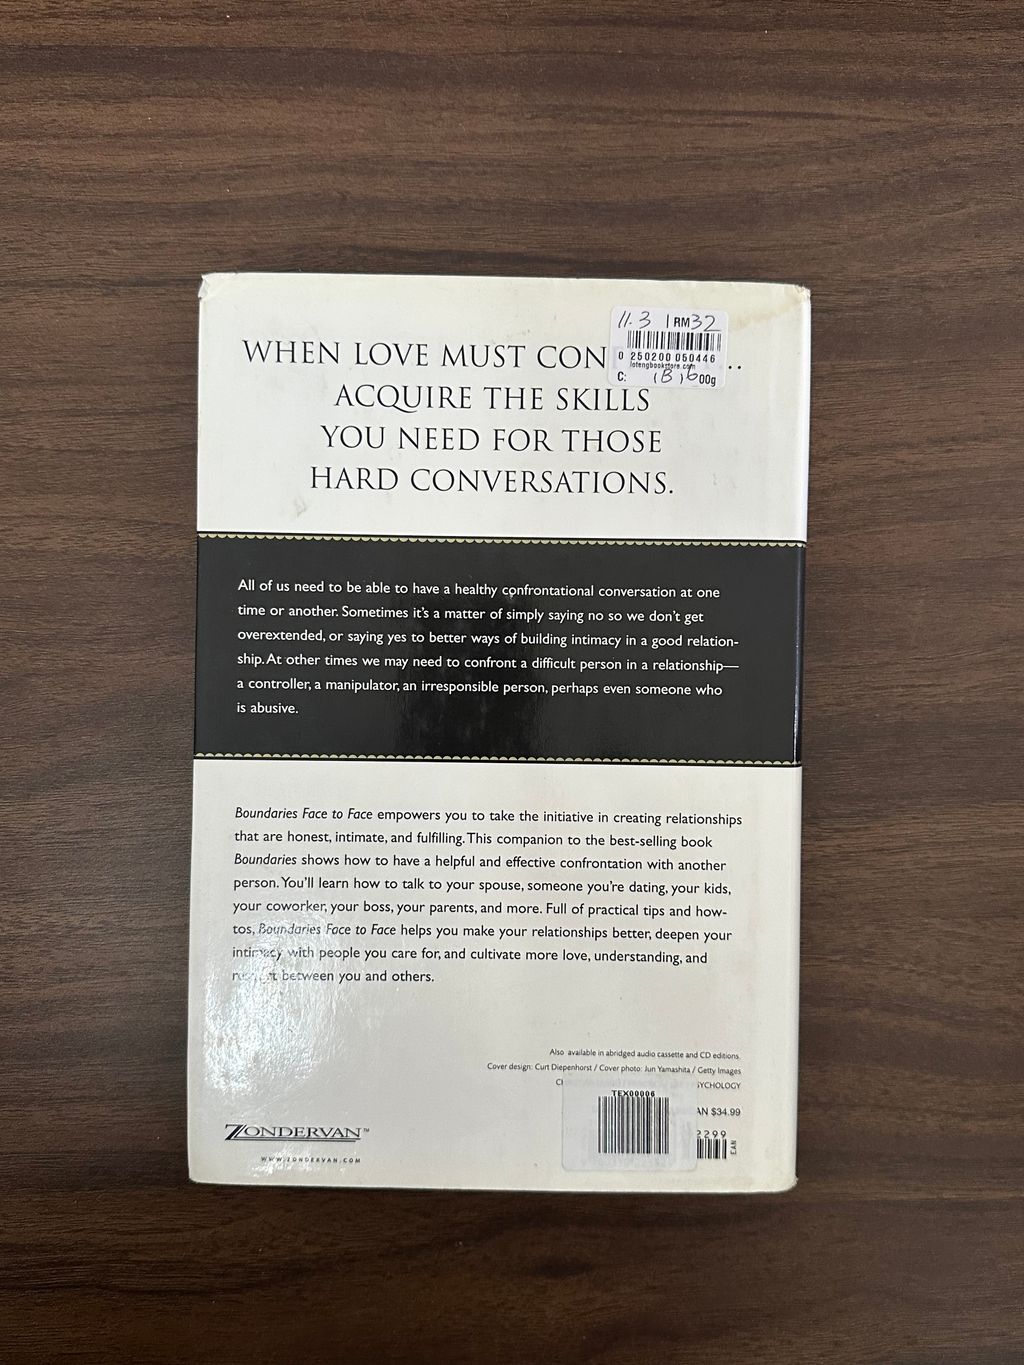 11.3 | RM32
0 250200 050446
lotengbookstore.com
C: (B) 600g
WHEN LOVE MUST CON ..
ACQUIRE THE SKILLS
YOU NEED FOR THOSE
HARD CONVERSATIONS.
All of us need to be able to have a healthy confrontational conversation at one
time or another. Sometimes it's a matter of simply saying no so we don't get
overextended, or saying yes to better ways of building intimacy in a good relation-
ship. At other times we may need to confront a difficult person in a relationship—
a controller, a manipulator, an irresponsible person, perhaps even someone who
is abusive.
Boundaries Face to Face empowers you to take the initiative in creating relationships
that are honest, intimate, and fulfilling. This companion to the best-selling book
Boundaries shows how to have a helpful and effective confrontation with another
person. You'll learn how to talk to your spouse, someone you're dating, your kids,
your coworker, your boss, your parents, and more. Full of practical tips and how-
tos, Boundaries Face to Face helps you make your relationships better, deepen your
intimacy with people you care for, and cultivate more love, understanding, and
between you and others.
Also available in abridged audio cassette and CD editions.
Cover design: Curt Diepenhorst / Cover photo: Jun Yamashita / Getty Images
YCHOLOGY
TEX00006
AN $34.99
2299
EAN
ZONDERVAN™
WWW.ZONDERVAN.COM